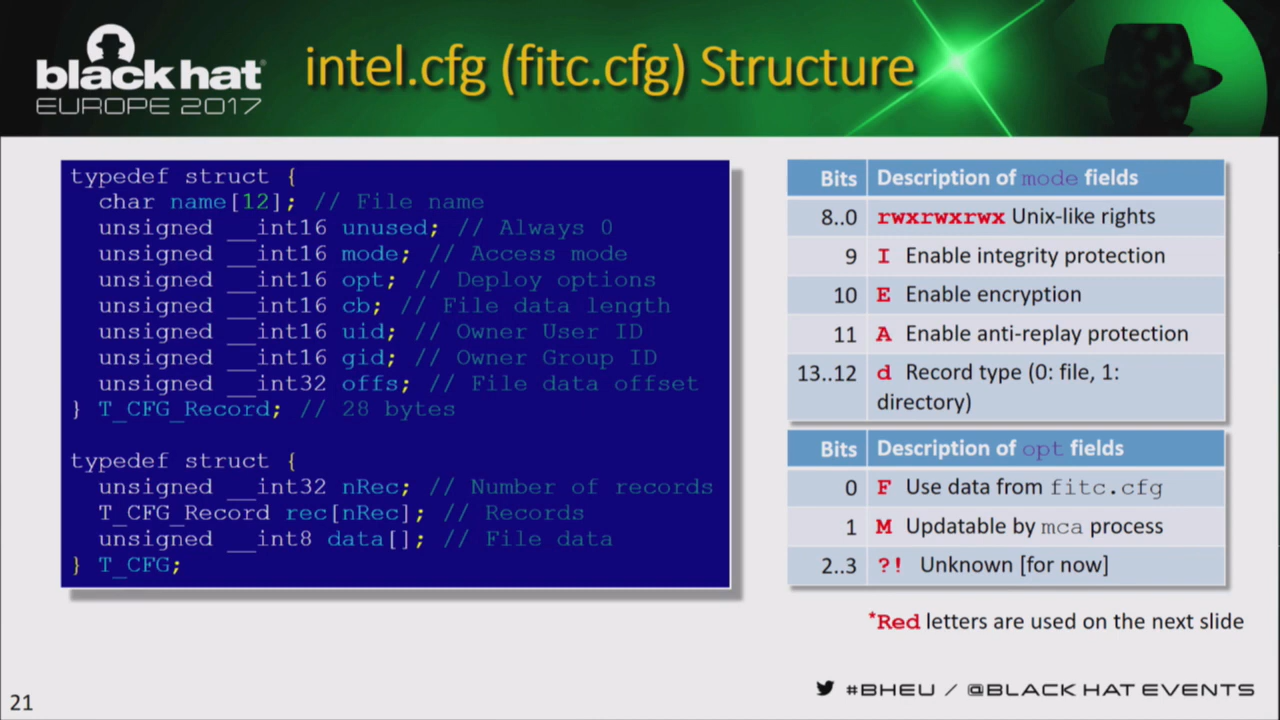 black hat
EUROPE 2017
intel.cfg (fitc.cfg) Structure
typedef struct {
char name[12]; // File name
unsigned __int16 unused; // Always 0
unsigned __int16 mode; // Access mode
unsigned __int16 opt; // Deploy options
unsigned __int16 cb; // File data length
unsigned __int16 uid; // Owner User ID
unsigned __int16 gid; // Owner Group ID
unsigned __int32 offs; // File data offset
} T_CFG_Record; // 28 bytes
typedef struct {
unsigned __int32 nRec; // Number of records
T_CFG_Record rec[nRec]; // Records
unsigned __int8 data[]; // File data
} T_CFG;
Bits Description of mode fields
8..0 rwxrwxrwx Unix-like rights
9 I Enable integrity protection
10 E Enable encryption
11 A Enable anti-replay protection
13..12 d Record type (0: file, 1:
directory)
Bits Description of opt fields
0 F Use data from fitc.cfg
1 M Updatable by mca process
2..3 ?! Unknown [for now]
*Red letters are used on the next slide
21
#BHEU / @BLACK HAT EVENTS